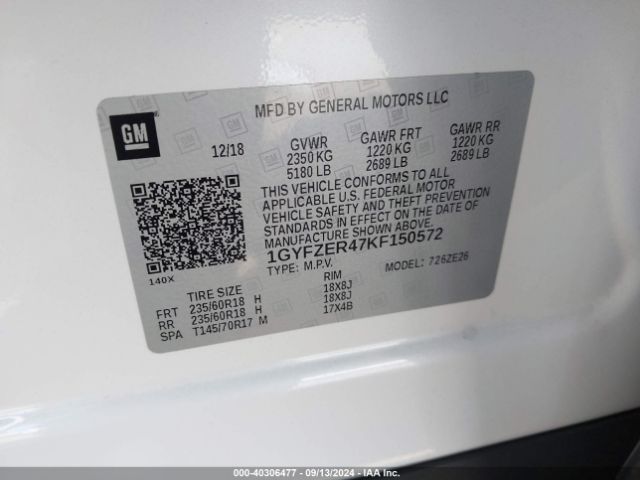 MFD BY GENERAL MOTORS LLC
GM
12/18 GVWR GAWR FRT GAWR RR
2350 KG 1220 KG 1220 KG
5180 LB 2689 LB 2689 LB
THIS VEHICLE CONFORMS TO ALL
APPLICABLE U.S. FEDERAL MOTOR
VEHICLE SAFETY AND THEFT PREVENTION
STANDARDS IN EFFECT ON THE DATE OF
MANUFACTURE SHOWN ABOVE.
1GYFZER47KF150572
TYPE: M.P.V. MODEL: 726ZE26
140X
TIRE SIZE RIM
FRT 235/60R18 H 18X8J
RR 235/60R18 H 18X8J
SPA T145/70R17 M 17X4B
000-40306477 - 09/13/2024 - IAA Inc.